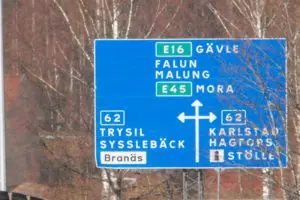 E16 GÄVLE
FALUN
MALUNG
E45 MORA
62
TRYSIL
SYSSLEBÄCK
Branäs
62
KARLSTAD
HAGFORS
i STÖLLET